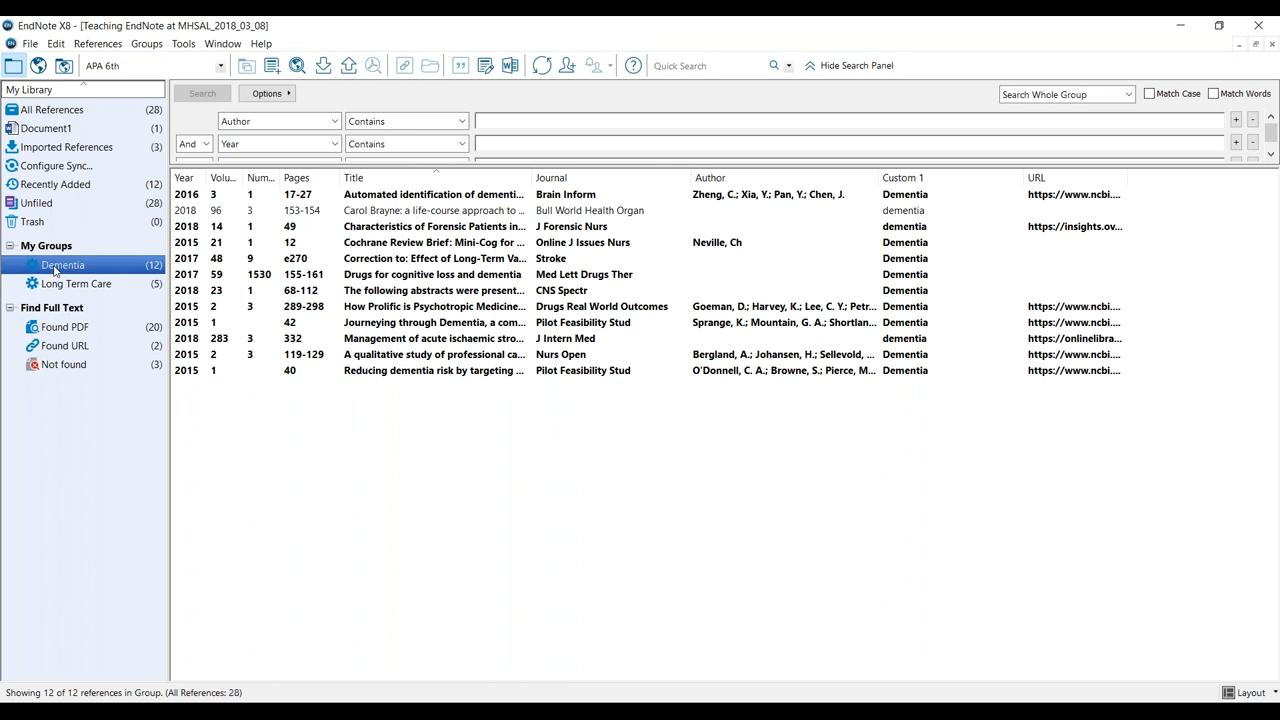 EndNote X8 - [Teaching EndNote at MHSAL_2018_03_08]
File Edit References Groups Tools Window Help
APA 6th Quick Search Hide Search Panel
My Library
Search Options Search Whole Group Match Case Match Words
Author Contains + -
And Year Contains + -
All References (28)
Document1 (1)
Imported References (3)
Configure Sync...
Recently Added (12)
Unfiled (28)
Trash (0)
My Groups
Dementia (12)
Long Term Care (5)
Find Full Text
Found PDF (20)
Found URL (2)
Not found (3)
Year Volu... Num... Pages Title Journal Author Custom 1 URL
2016 3 1 17-27 Automated identification of dementi... Brain Inform Zheng, C.; Xia, Y.; Pan, Y.; Chen, J. Dementia https://www.ncbi....
2018 96 3 153-154 Carol Brayne: a life-course approach to ... Bull World Health Organ dementia
2018 14 1 49 Characteristics of Forensic Patients in... J Forensic Nurs dementia https://insights.ov...
2015 21 1 12 Cochrane Review Brief: Mini-Cog for ... Online J Issues Nurs Neville, Ch Dementia
2017 48 9 e270 Correction to: Effect of Long-Term Va... Stroke Dementia
2017 59 1530 155-161 Drugs for cognitive loss and dementia Med Lett Drugs Ther Dementia
2018 23 1 68-112 The following abstracts were present... CNS Spectr Dementia
2015 2 3 289-298 How Prolific is Psychotropic Medicine... Drugs Real World Outcomes Goeman, D.; Harvey, K.; Lee, C. Y.; Petr... Dementia https://www.ncbi....
2015 1 42 Journeying through Dementia, a com... Pilot Feasibility Stud Sprange, K.; Mountain, G. A.; Shortlan... Dementia https://www.ncbi....
2018 283 3 332 Management of acute ischaemic stro... J Intern Med dementia https://onlinelibra...
2015 2 3 119-129 A qualitative study of professional ca... Nurs Open Bergland, A.; Johansen, H.; Sellevold, ... Dementia https://www.ncbi....
2015 1 40 Reducing dementia risk by targeting ... Pilot Feasibility Stud O'Donnell, C. A.; Browne, S.; Pierce, M... Dementia https://www.ncbi....
Showing 12 of 12 references in Group. (All References: 28) Layout